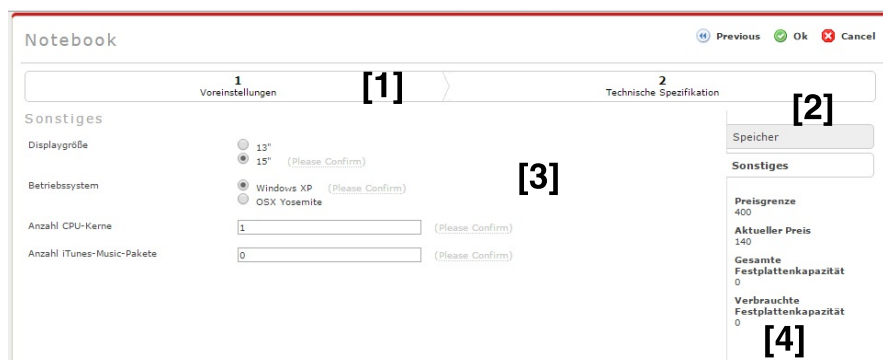 Notebook
Previous Ok Cancel
1
Voreinstellungen
[1]
2
Technische Spezifikation
[2]
Sonstiges
Displaygröße
13"
15" (Please Confirm)
Betriebssystem
Windows XP (Please Confirm)
OSX Yosemite
Anzahl CPU-Kerne
1
(Please Confirm)
Anzahl iTunes-Music-Pakete
0
(Please Confirm)
[3]
Speicher
Sonstiges
Preisgrenze
400
Aktueller Preis
140
Gesamte
Festplattenkapazität
0
Verbrauchte
Festplattenkapazität
0
[4]